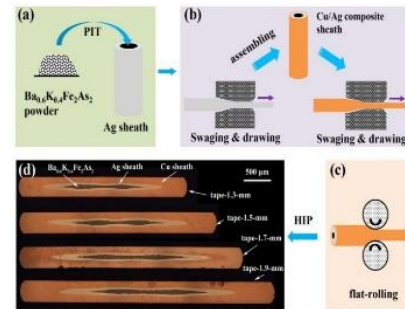 (a)
PIT
Ba₀.₆K₀.₄Fe₂As₂
powder
Ag sheath
(b)
assembling
Cu/Ag composite
sheath
Swaging & drawing
Swaging & drawing
(d)
Ba₀.₆K₀.₄Fe₂As₂
Ag sheath
Cu sheath
500 μm
tape-1.3-mm
tape-1.5-mm
tape-1.7-mm
tape-1.9-mm
HIP
(c)
flat-rolling